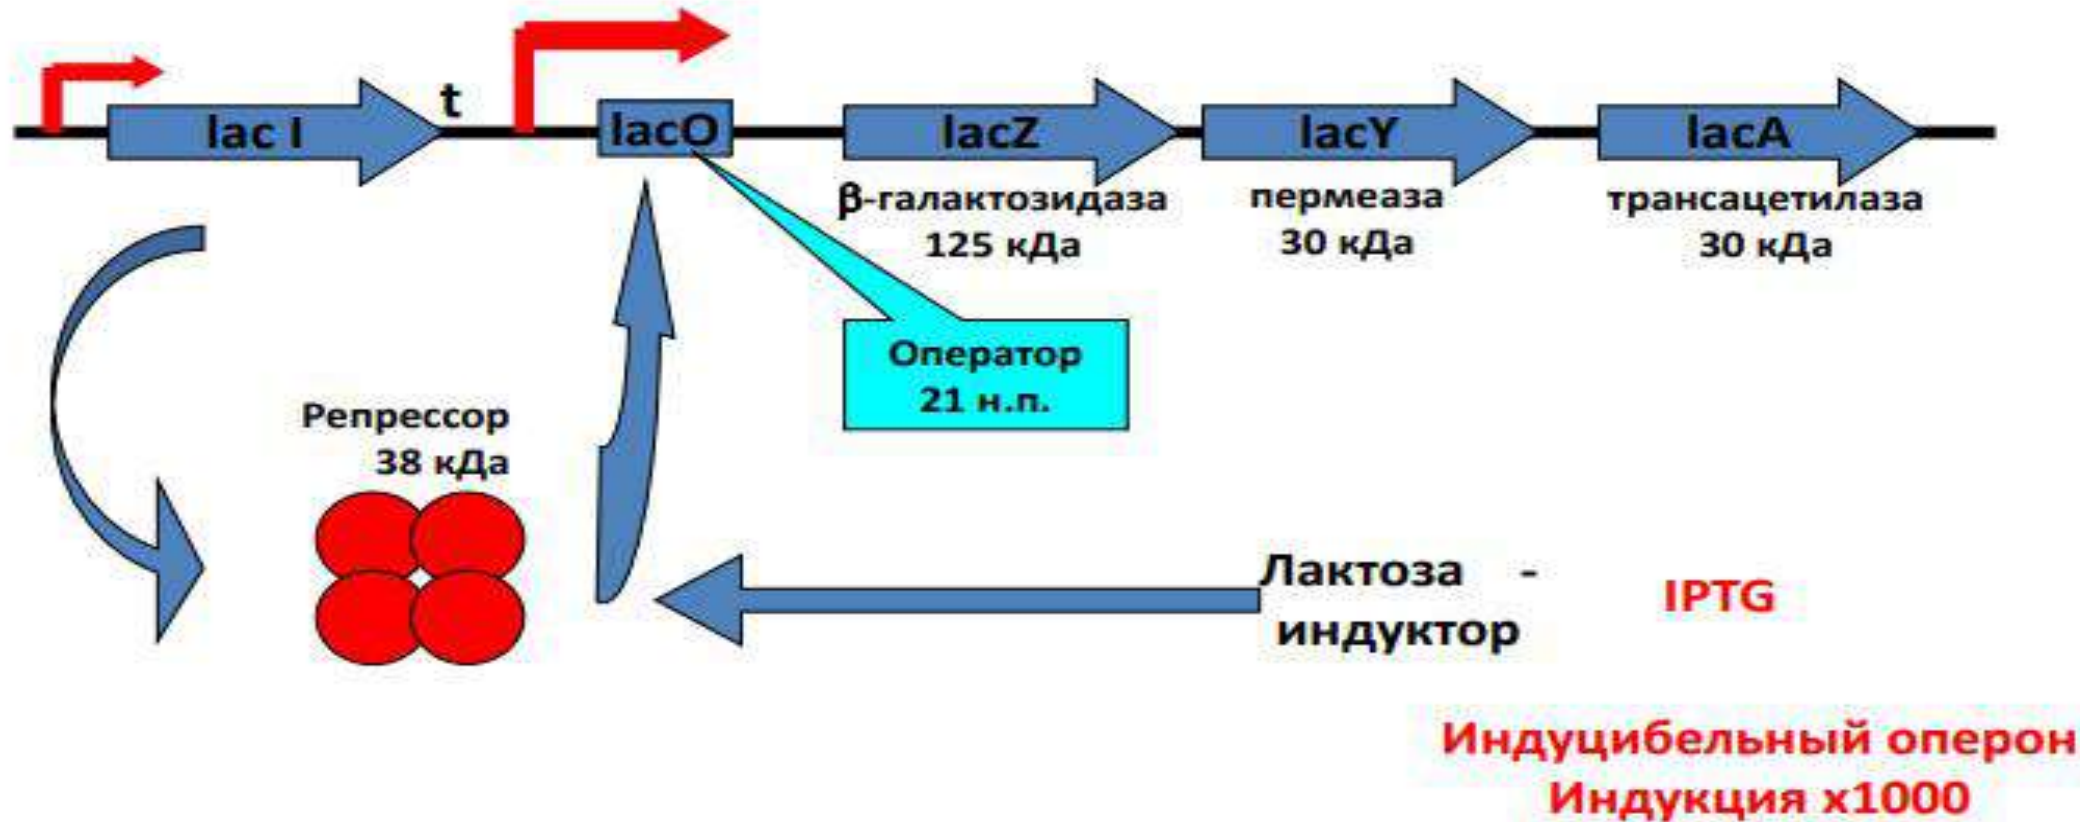 t
lac I
lacO
lacZ
lacY
lacA
β-галактозидаза
125 кДа
пермеаза
30 кДа
трансацетилаза
30 кДа
Оператор
21 н.п.
Репрессор
38 кДа
Лактоза -
индуктор
IPTG
Индуцибельный оперон
Индукция х1000